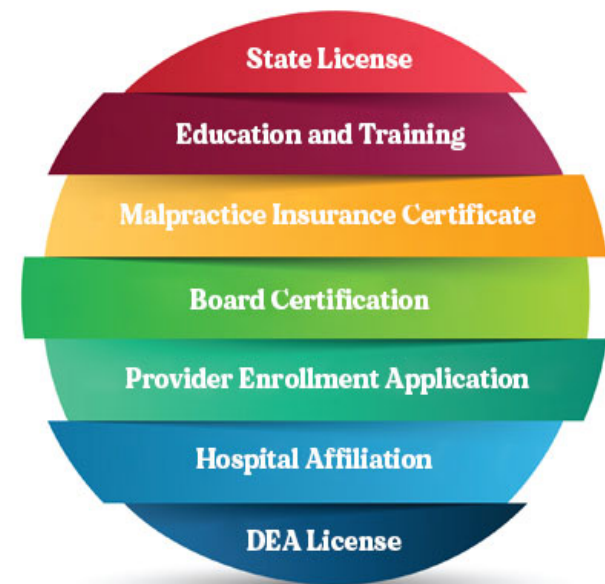 State License
Education and Training
Malpractice Insurance Certificate
Board Certification
Provider Enrollment Application
Hospital Affiliation
DEA License